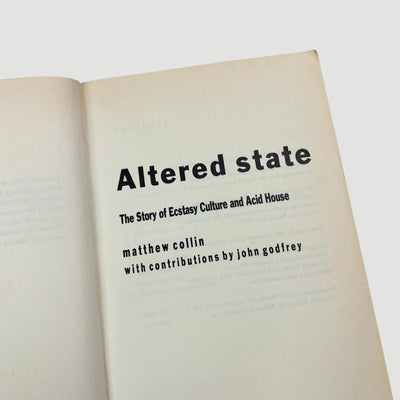 Altered state
The Story of Ecstasy Culture and Acid House
matthew collin
with contributions by john godfrey